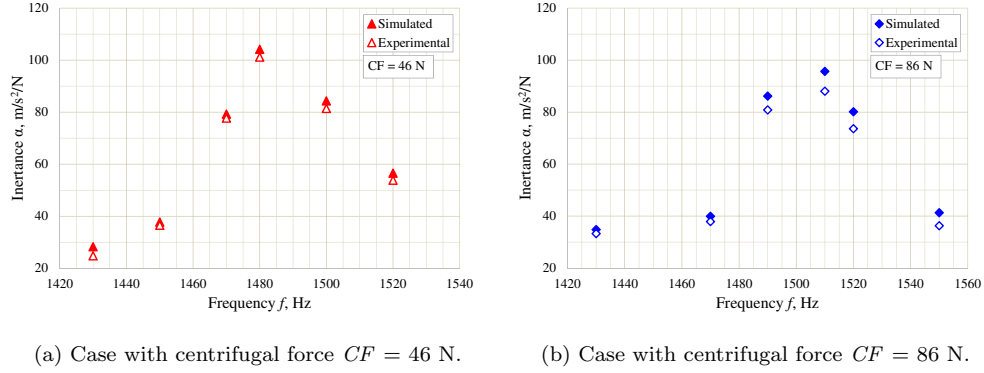 120
100
80
60
40
20
Inertance α, m/s²/N
Simulated
Experimental
CF = 46 N
1420 1440 1460 1480 1500 1520 1540
Frequency f, Hz
(a) Case with centrifugal force CF = 46 N.
120
100
80
60
40
20
Inertance α, m/s²/N
Simulated
Experimental
CF = 86 N
1420 1440 1460 1480 1500 1520 1540 1560
Frequency f, Hz
(b) Case with centrifugal force CF = 86 N.